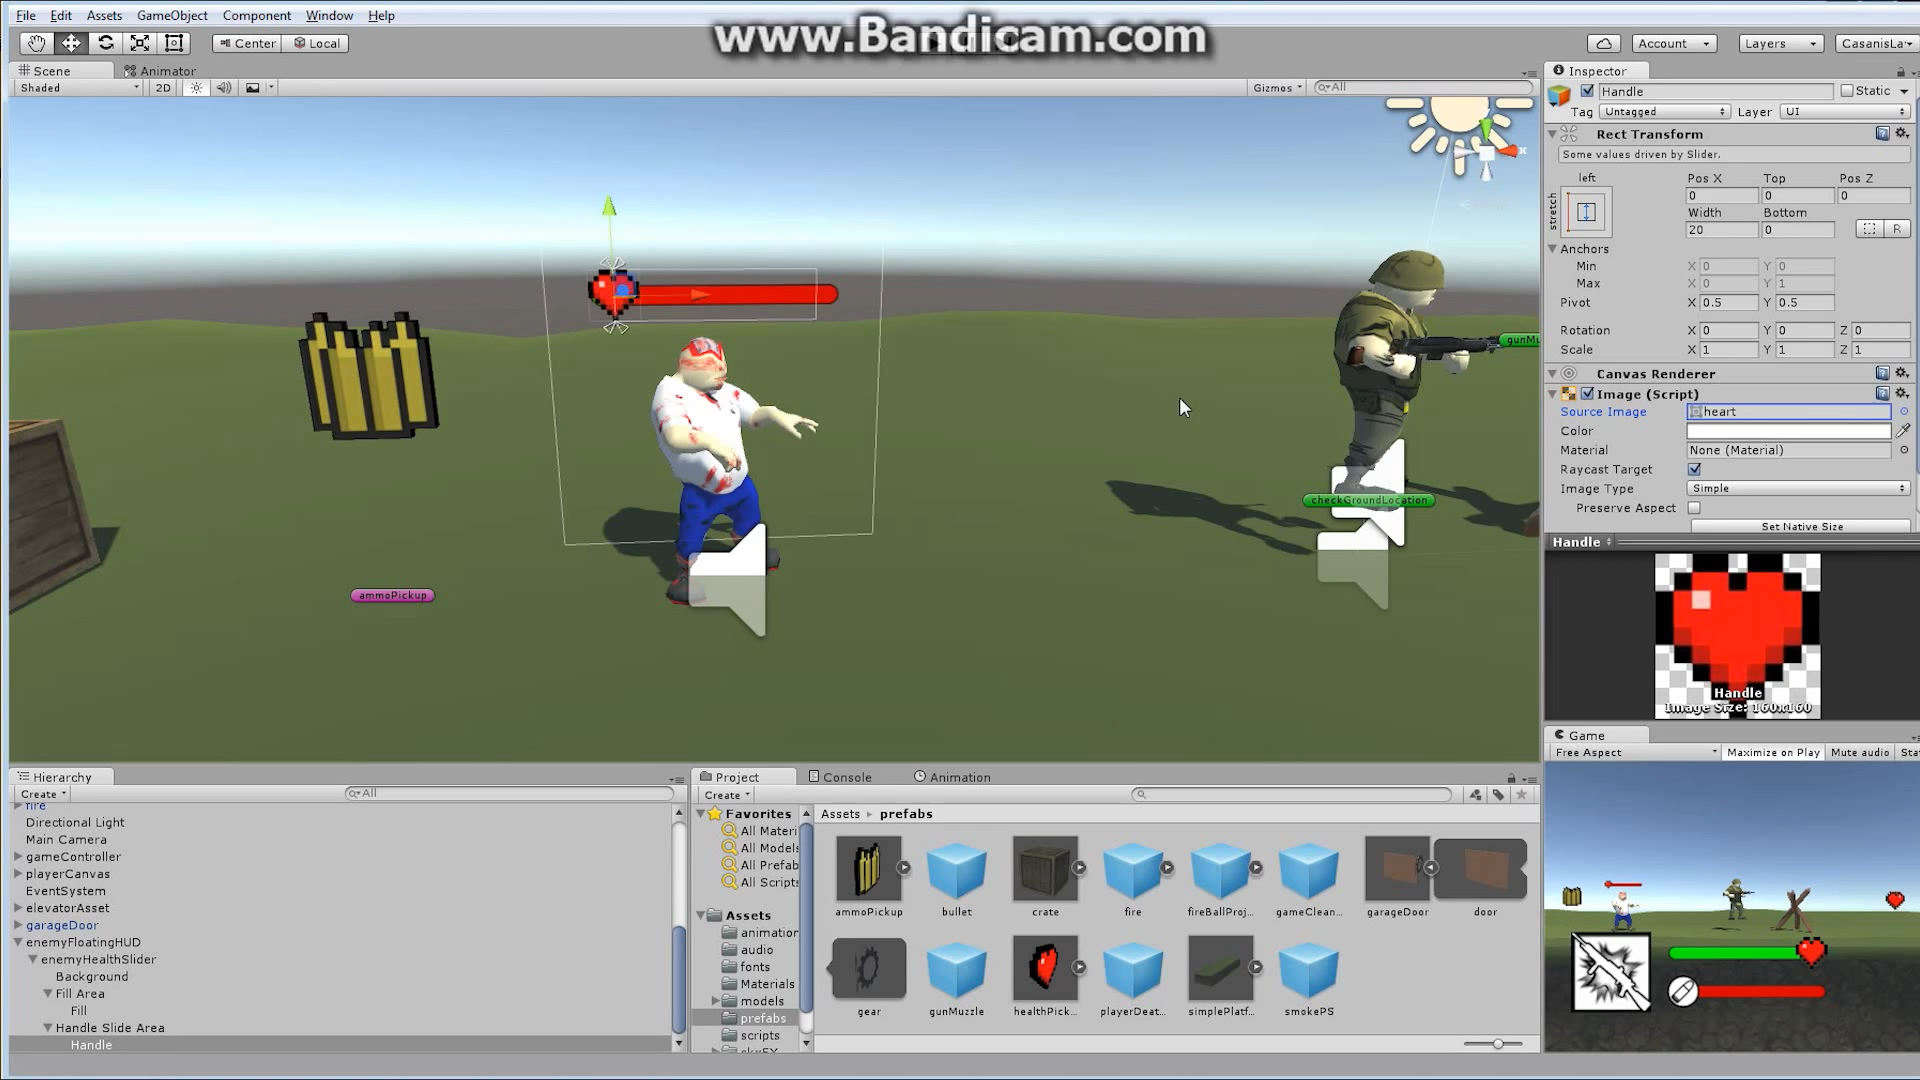 File Edit Assets GameObject Component Window Help
www.Bandicam.com
Center Local
Account Layers CasanisLa
Scene Animator
Shaded 2D Gizmos All
ammoPickup
checkGroundLocation
gunMu
Inspector
Handle Static
Tag Untagged Layer UI
Rect Transform
Some values driven by Slider.
left Pos X Top Pos Z
stretch 0 0 0
Width Bottom
20 0 R
Anchors
Min X 0 Y 0
Max X 0 Y 1
Pivot X 0.5 Y 0.5
Rotation X 0 Y 0 Z 0
Scale X 1 Y 1 Z 1
Canvas Renderer
Image (Script)
Source Image heart
Color
Material None (Material)
Raycast Target
Image Type Simple
Preserve Aspect
Set Native Size
Handle
Handle
Image Size: 160x160
Game
Free Aspect Maximize on Play Mute audio Sta
Hierarchy
Create All
fire
Directional Light
Main Camera
gameController
playerCanvas
EventSystem
elevatorAsset
garageDoor
enemyFloatingHUD
enemyHealthSlider
Background
Fill Area
Fill
Handle Slide Area
Handle
Project Console Animation
Create
Favorites
All Materi
All Models
All Prefab
All Scripts
Assets
animation
audio
fonts
Materials
models
prefabs
scripts
Assets prefabs
ammoPickup bullet crate fire fireBallProj... gameClean... garageDoor door
gear gunMuzzle healthPick... playerDeat... simplePlatf... smokePS